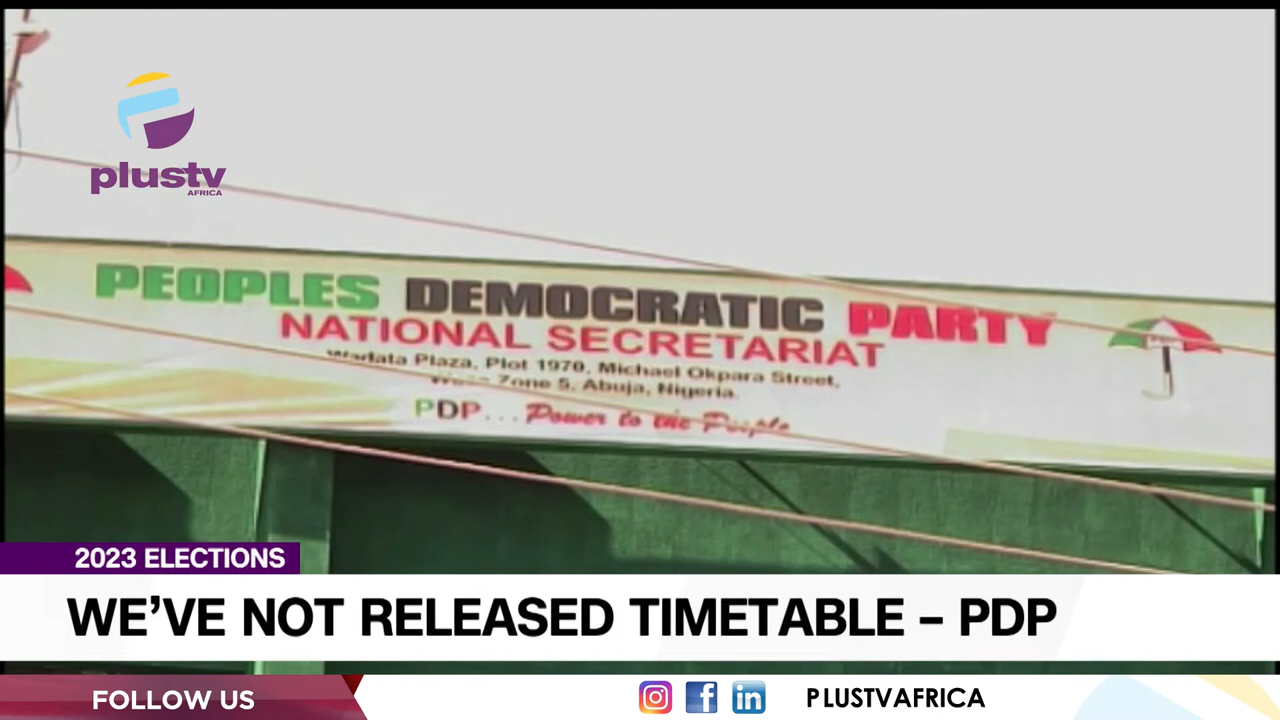 plustv
AFRICA
PEOPLES DEMOCRATIC PARTY
NATIONAL SECRETARIAT
Wadata Plaza, Plot 1970, Michael Okpara Street,
Zone 5, Abuja, Nigeria.
PDP... Power to the People
2023 ELECTIONS
WE'VE NOT RELEASED TIMETABLE – PDP
FOLLOW US
PLUSTVAFRICA